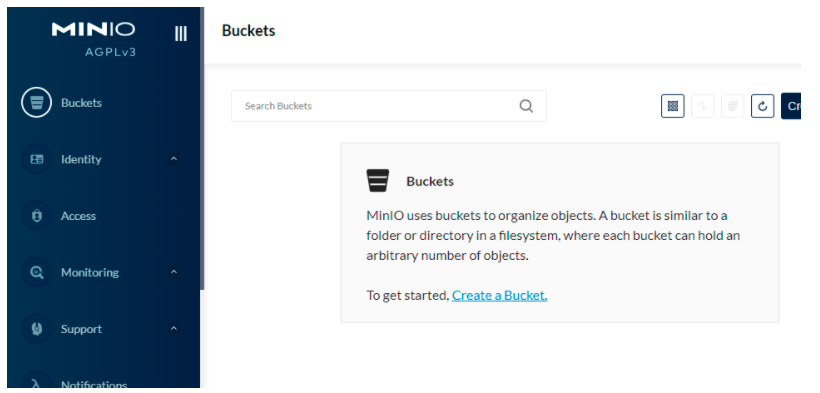 MINIO
AGPLv3
Buckets
Identity
Access
Monitoring
Support
Notifications
Buckets
Search Buckets
Cr
Buckets
MinIO uses buckets to organize objects. A bucket is similar to a
folder or directory in a filesystem, where each bucket can hold an
arbitrary number of objects.
To get started, Create a Bucket.